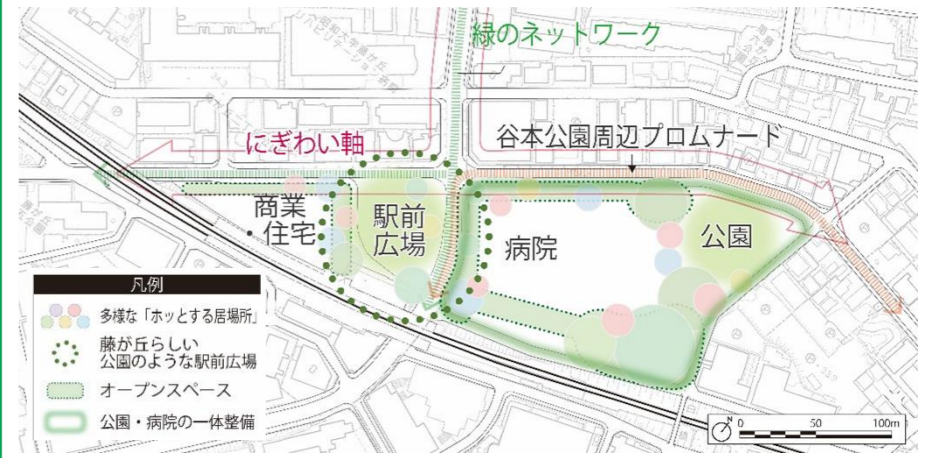 緑のネットワーク
にぎわい軸
谷本公園周辺プロムナード
商業
・住宅
駅前
広場
病院
公園
凡例
多様な「ホッとする居場所」
藤が丘らしい
公園のような駅前広場
オープンスペース
公園・病院の一体整備
N
0 50 100m